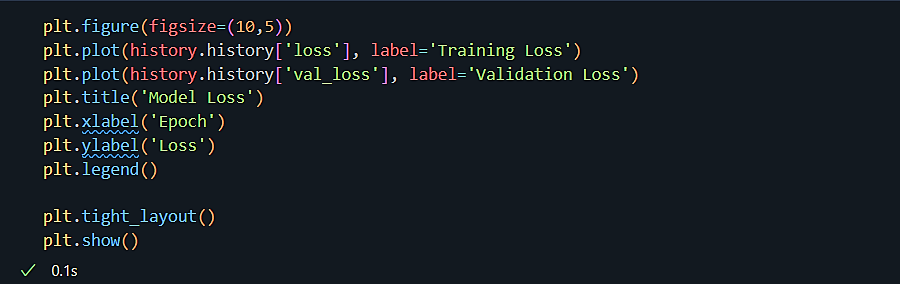 plt.figure(figsize=(10,5))
plt.plot(history.history['loss'], label='Training Loss')
plt.plot(history.history['val_loss'], label='Validation Loss')
plt.title('Model Loss')
plt.xlabel('Epoch')
plt.ylabel('Loss')
plt.legend()
plt.tight_layout()
plt.show()
0.1s